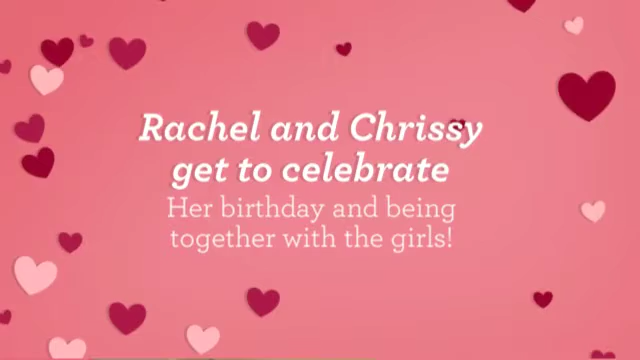 Rachel and Chrissy
get to celebrate
Her birthday and being
together with the girls!